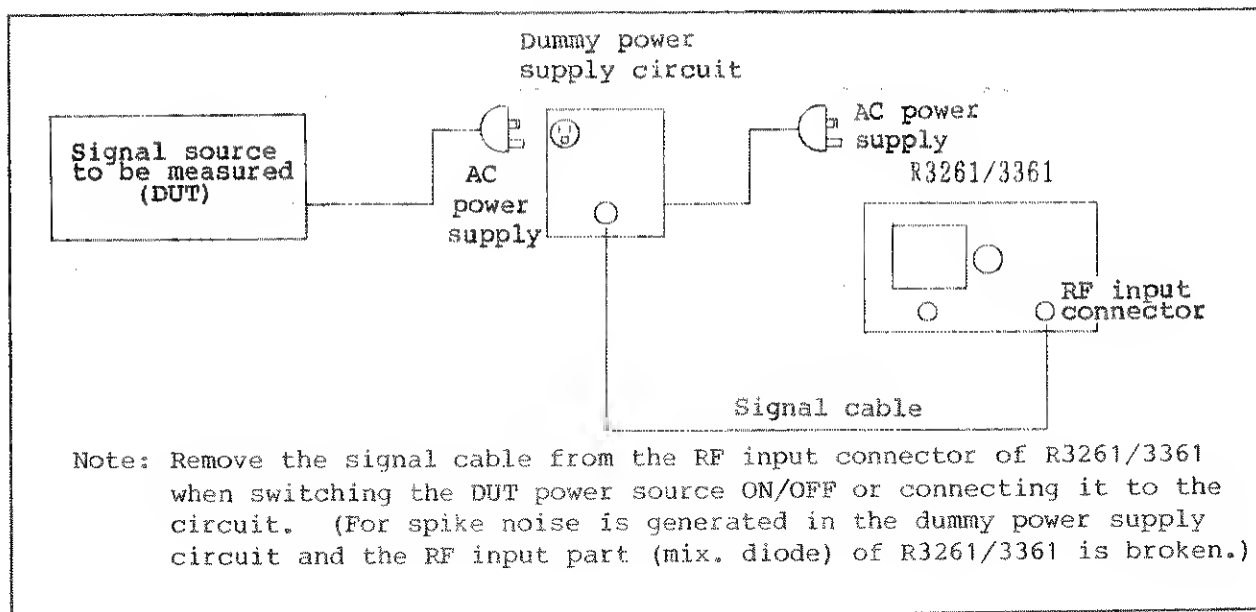 Dummy power
supply circuit
Signal source
to be measured
(DUT)
AC
power
supply
AC power
supply
R3261/3361
RF input
connector
Signal cable
Note: Remove the signal cable from the RF input connector of R3261/3361
when switching the DUT power source ON/OFF or connecting it to the
circuit. (For spike noise is generated in the dummy power supply
circuit and the RF input part (mix. diode) of R3261/3361 is broken.)